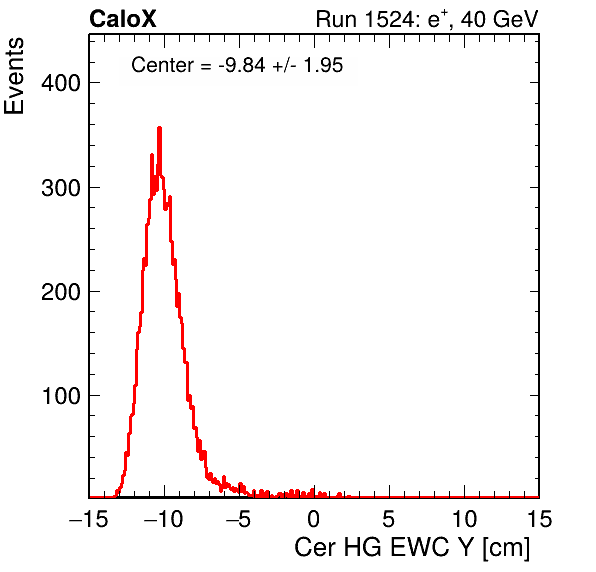 CaloX Run 1524: e⁺, 40 GeV
Center = -9.84 +/- 1.95
Events
400
300
200
100
−15 −10 −5 0 5 10 15
Cer HG EWC Y [cm]